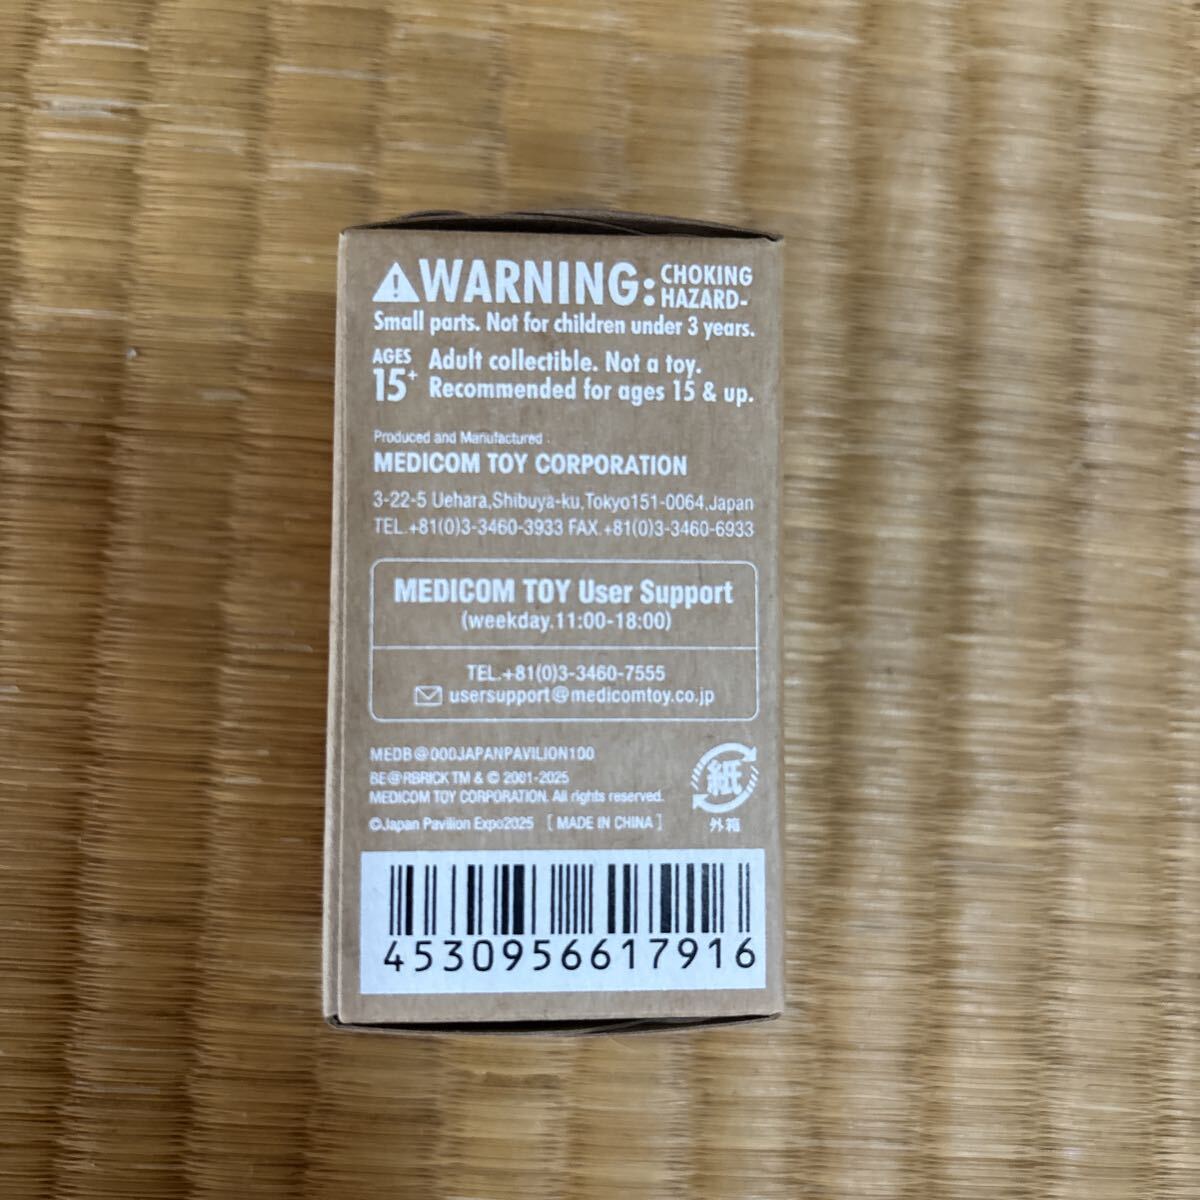 WARNING: CHOKING HAZARD-
Small parts. Not for children under 3 years.
AGES 15+ Adult collectible. Not a toy.
Recommended for ages 15 & up.
Produced and Manufactured :
MEDICOM TOY CORPORATION
3-22-5 Uehara,Shibuya-ku,Tokyo151-0064,Japan
TEL.+81(0)3-3460-3933 FAX.+81(0)3-3460-6933
MEDICOM TOY User Support
(weekday.11:00-18:00)
TEL.+81(0)3-3460-7555
usersupport@medicomtoy.co.jp
MEDB@000JAPANPAVILION100
BE@RBRICK TM & © 2001-2025
MEDICOM TOY CORPORATION. All rights reserved.
©Japan Pavilion Expo2025 [ MADE IN CHINA ]
紙
外箱
4530956617916